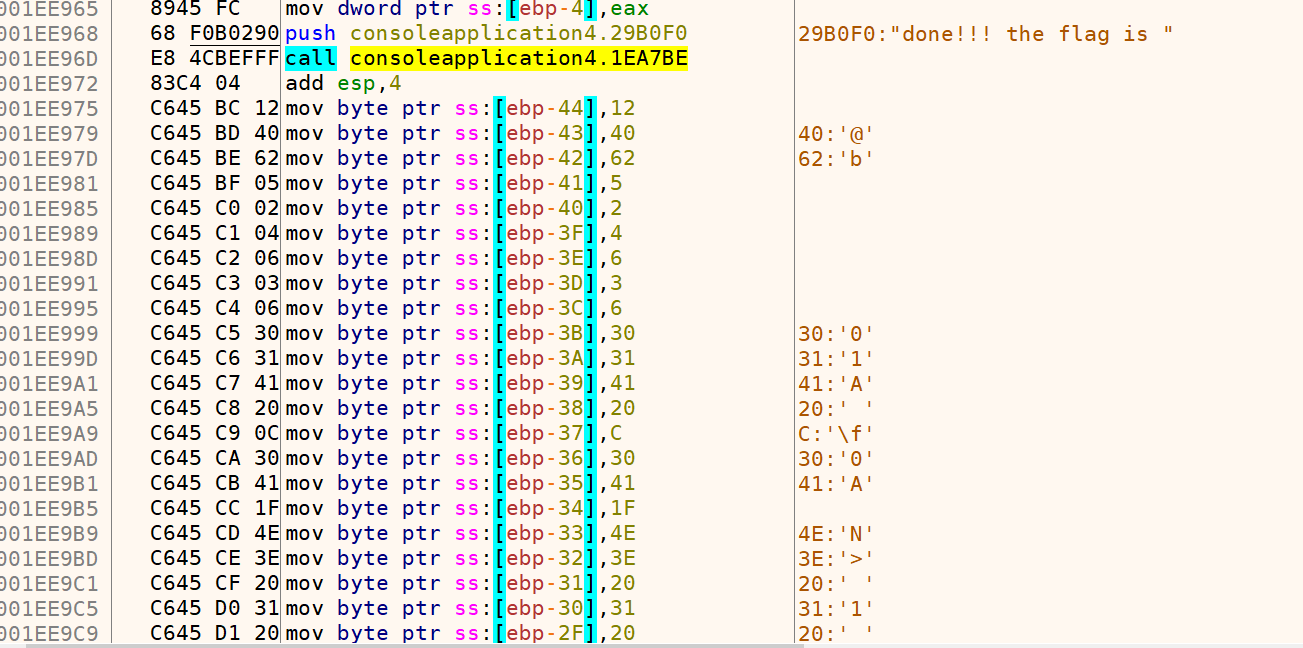 001EE965 8945 FC mov dword ptr ss:[ebp-4],eax
001EE968 68 F0B0290 push consoleapplication4.29B0F0 29B0F0:"done!!! the flag is "
001EE96D E8 4CBEFFF call consoleapplication4.1EA7BE
001EE972 83C4 04 add esp,4
001EE975 C645 BC 12 mov byte ptr ss:[ebp-44],12
001EE979 C645 BD 40 mov byte ptr ss:[ebp-43],40 40:'@'
001EE97D C645 BE 62 mov byte ptr ss:[ebp-42],62 62:'b'
001EE981 C645 BF 05 mov byte ptr ss:[ebp-41],5
001EE985 C645 C0 02 mov byte ptr ss:[ebp-40],2
001EE989 C645 C1 04 mov byte ptr ss:[ebp-3F],4
001EE98D C645 C2 06 mov byte ptr ss:[ebp-3E],6
001EE991 C645 C3 03 mov byte ptr ss:[ebp-3D],3
001EE995 C645 C4 06 mov byte ptr ss:[ebp-3C],6
001EE999 C645 C5 30 mov byte ptr ss:[ebp-3B],30 30:'0'
001EE99D C645 C6 31 mov byte ptr ss:[ebp-3A],31 31:'1'
001EE9A1 C645 C7 41 mov byte ptr ss:[ebp-39],41 41:'A'
001EE9A5 C645 C8 20 mov byte ptr ss:[ebp-38],20 20:' '
001EE9A9 C645 C9 0C mov byte ptr ss:[ebp-37],C C:'\f'
001EE9AD C645 CA 30 mov byte ptr ss:[ebp-36],30 30:'0'
001EE9B1 C645 CB 41 mov byte ptr ss:[ebp-35],41 41:'A'
001EE9B5 C645 CC 1F mov byte ptr ss:[ebp-34],1F
001EE9B9 C645 CD 4E mov byte ptr ss:[ebp-33],4E 4E:'N'
001EE9BD C645 CE 3E mov byte ptr ss:[ebp-32],3E 3E:'>'
001EE9C1 C645 CF 20 mov byte ptr ss:[ebp-31],20 20:' '
001EE9C5 C645 D0 31 mov byte ptr ss:[ebp-30],31 31:'1'
001EE9C9 C645 D1 20 mov byte ptr ss:[ebp-2F],20 20:' '